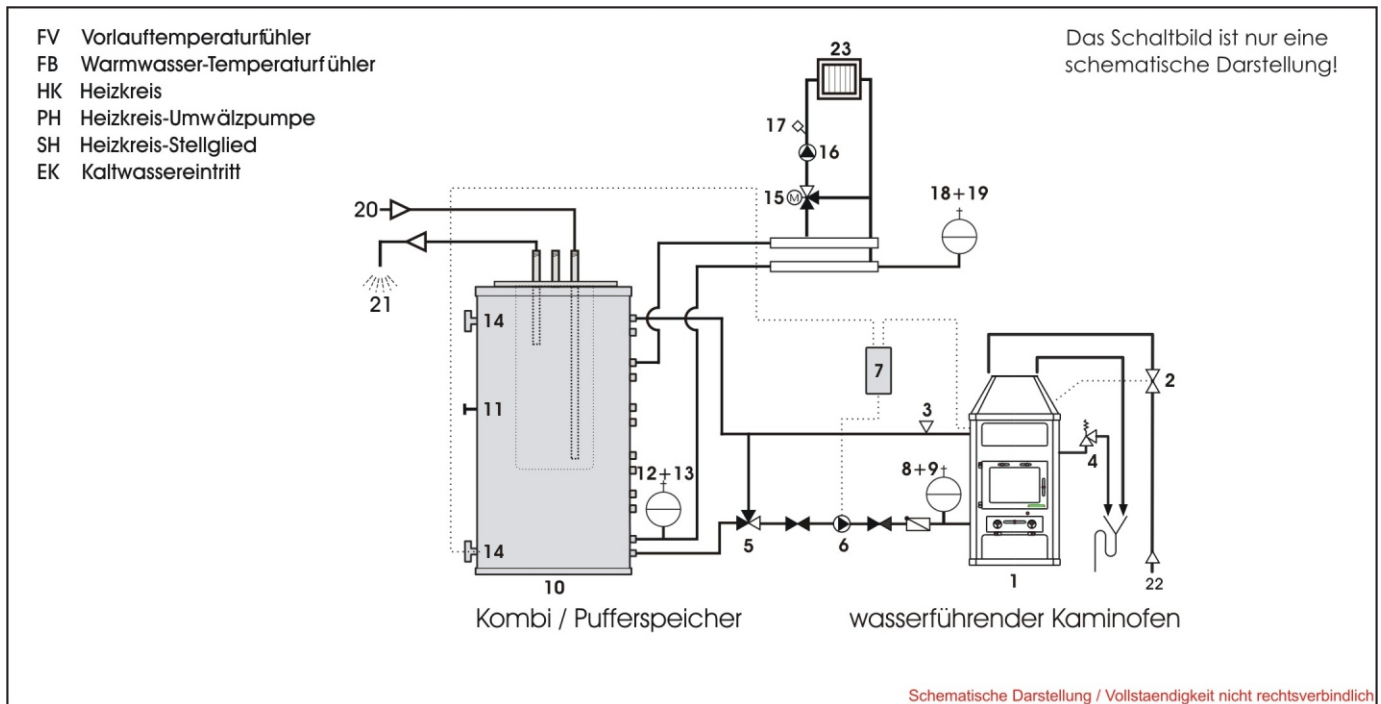 FV Vorlauftemperaturfühler
FB Warmwasser-Temperaturfühler
HK Heizkreis
PH Heizkreis-Umwälzpumpe
SH Heizkreis-Stellglied
EK Kaltwassereintritt
Das Schaltbild ist nur eine
schematische Darstellung!
23
17
16
15 M
18+19
20
21
14
7
2
11
3
4
12+13
8+9
14
5
6
10
1
22
Kombi / Pufferspeicher
wasserführender Kaminofen
Schematische Darstellung / Vollstaendigkeit nicht rechtsverbindlich